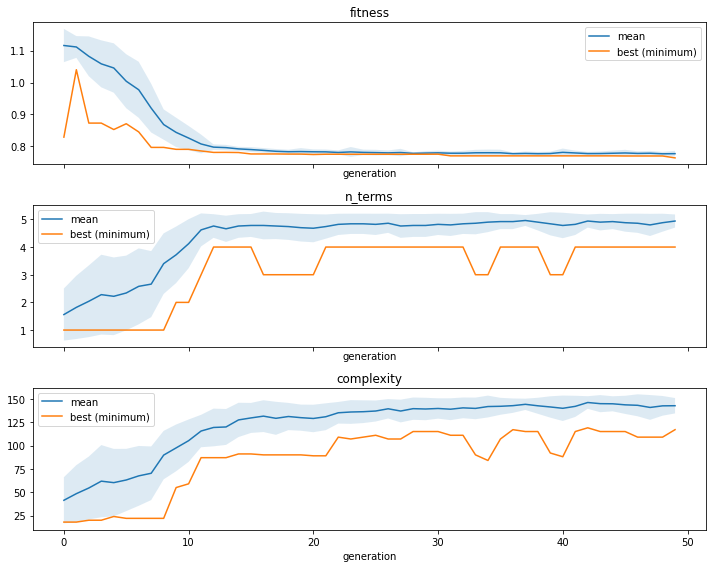 fitness
mean
best (minimum)
1.1
1.0
0.9
0.8
generation
n_terms
mean
best (minimum)
5
4
3
2
1
generation
complexity
mean
best (minimum)
150
125
100
75
50
25
0 10 20 30 40 50
generation